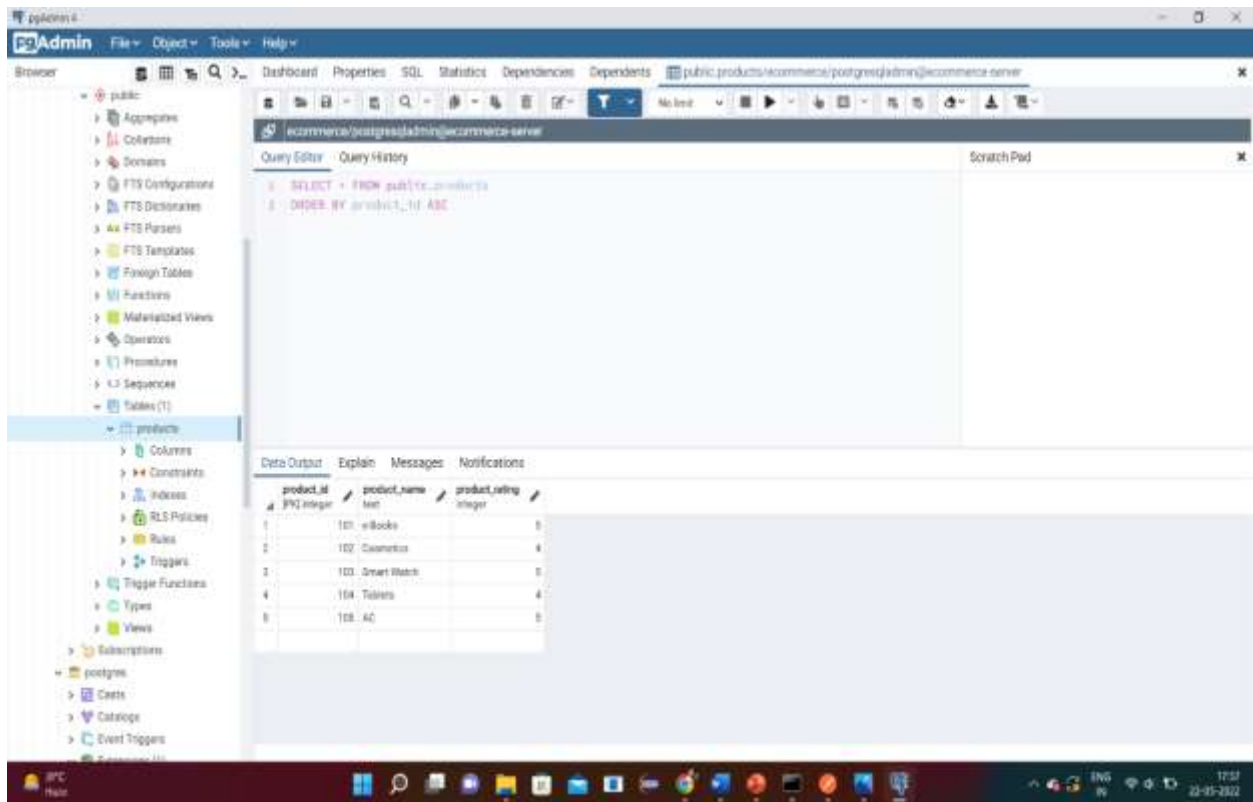 pgAdmin 4
pgAdmin File Object Tools Help
Browser
Dashboard Properties SQL Statistics Dependencies Dependents public.products/ecommerce/postgresqladmin@ecommerce-server
public
Aggregates
Collations
Domains
FTS Configurations
FTS Dictionaries
FTS Parsers
FTS Templates
Foreign Tables
Functions
Materialized Views
Operators
Procedures
Sequences
Tables (1)
products
Columns
Constraints
Indexes
RLS Policies
Rules
Triggers
Trigger Functions
Types
Views
Subscriptions
postgres
Casts
Catalogs
Event Triggers
No limit
ecommerce/postgresqladmin@ecommerce-server
Query Editor Query History
Scratch Pad
1 SELECT * FROM public.products
2 ORDER BY product_id ASC
Data Output Explain Messages Notifications
product_id
[PK] integer
product_name
text
product_rating
integer
1 101 e-Books 5
2 102 Cosmetics 4
3 103 Smart Watch 5
4 104 Tablets 4
5 105 AC 5
Haze
ENG
IN
17:57
22-05-2022